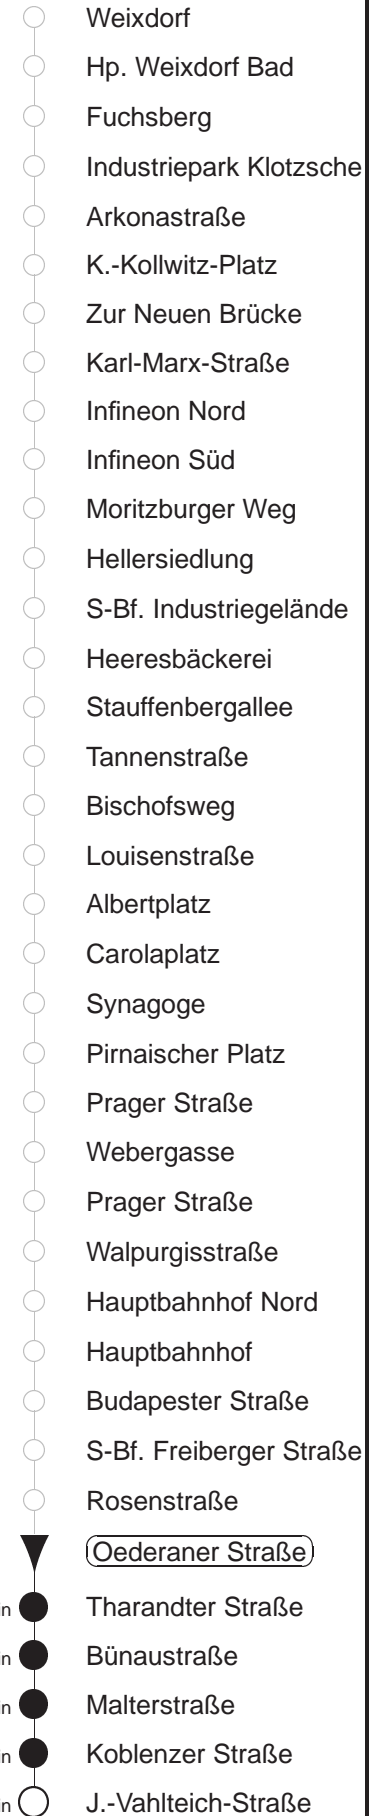 Weixdorf
Hp. Weixdorf Bad
Fuchsberg
Industriepark Klotzsche
Arkonastraße
K.-Kollwitz-Platz
Zur Neuen Brücke
Karl-Marx-Straße
Infineon Nord
Infineon Süd
Moritzburger Weg
Hellersiedlung
S-Bf. Industriegelände
Heeresbäckerei
Stauffenbergallee
Tannenstraße
Bischofsweg
Louisenstraße
Albertplatz
Carolaplatz
Synagoge
Pirnaischer Platz
Prager Straße
Webergasse
Prager Straße
Walpurgisstraße
Hauptbahnhof Nord
Hauptbahnhof
Budapester Straße
S-Bf. Freiberger Straße
Rosenstraße
Oederaner Straße
Tharandter Straße
Bünaustraße
Malterstraße
Koblenzer Straße
J.-Vahlteich-Straße